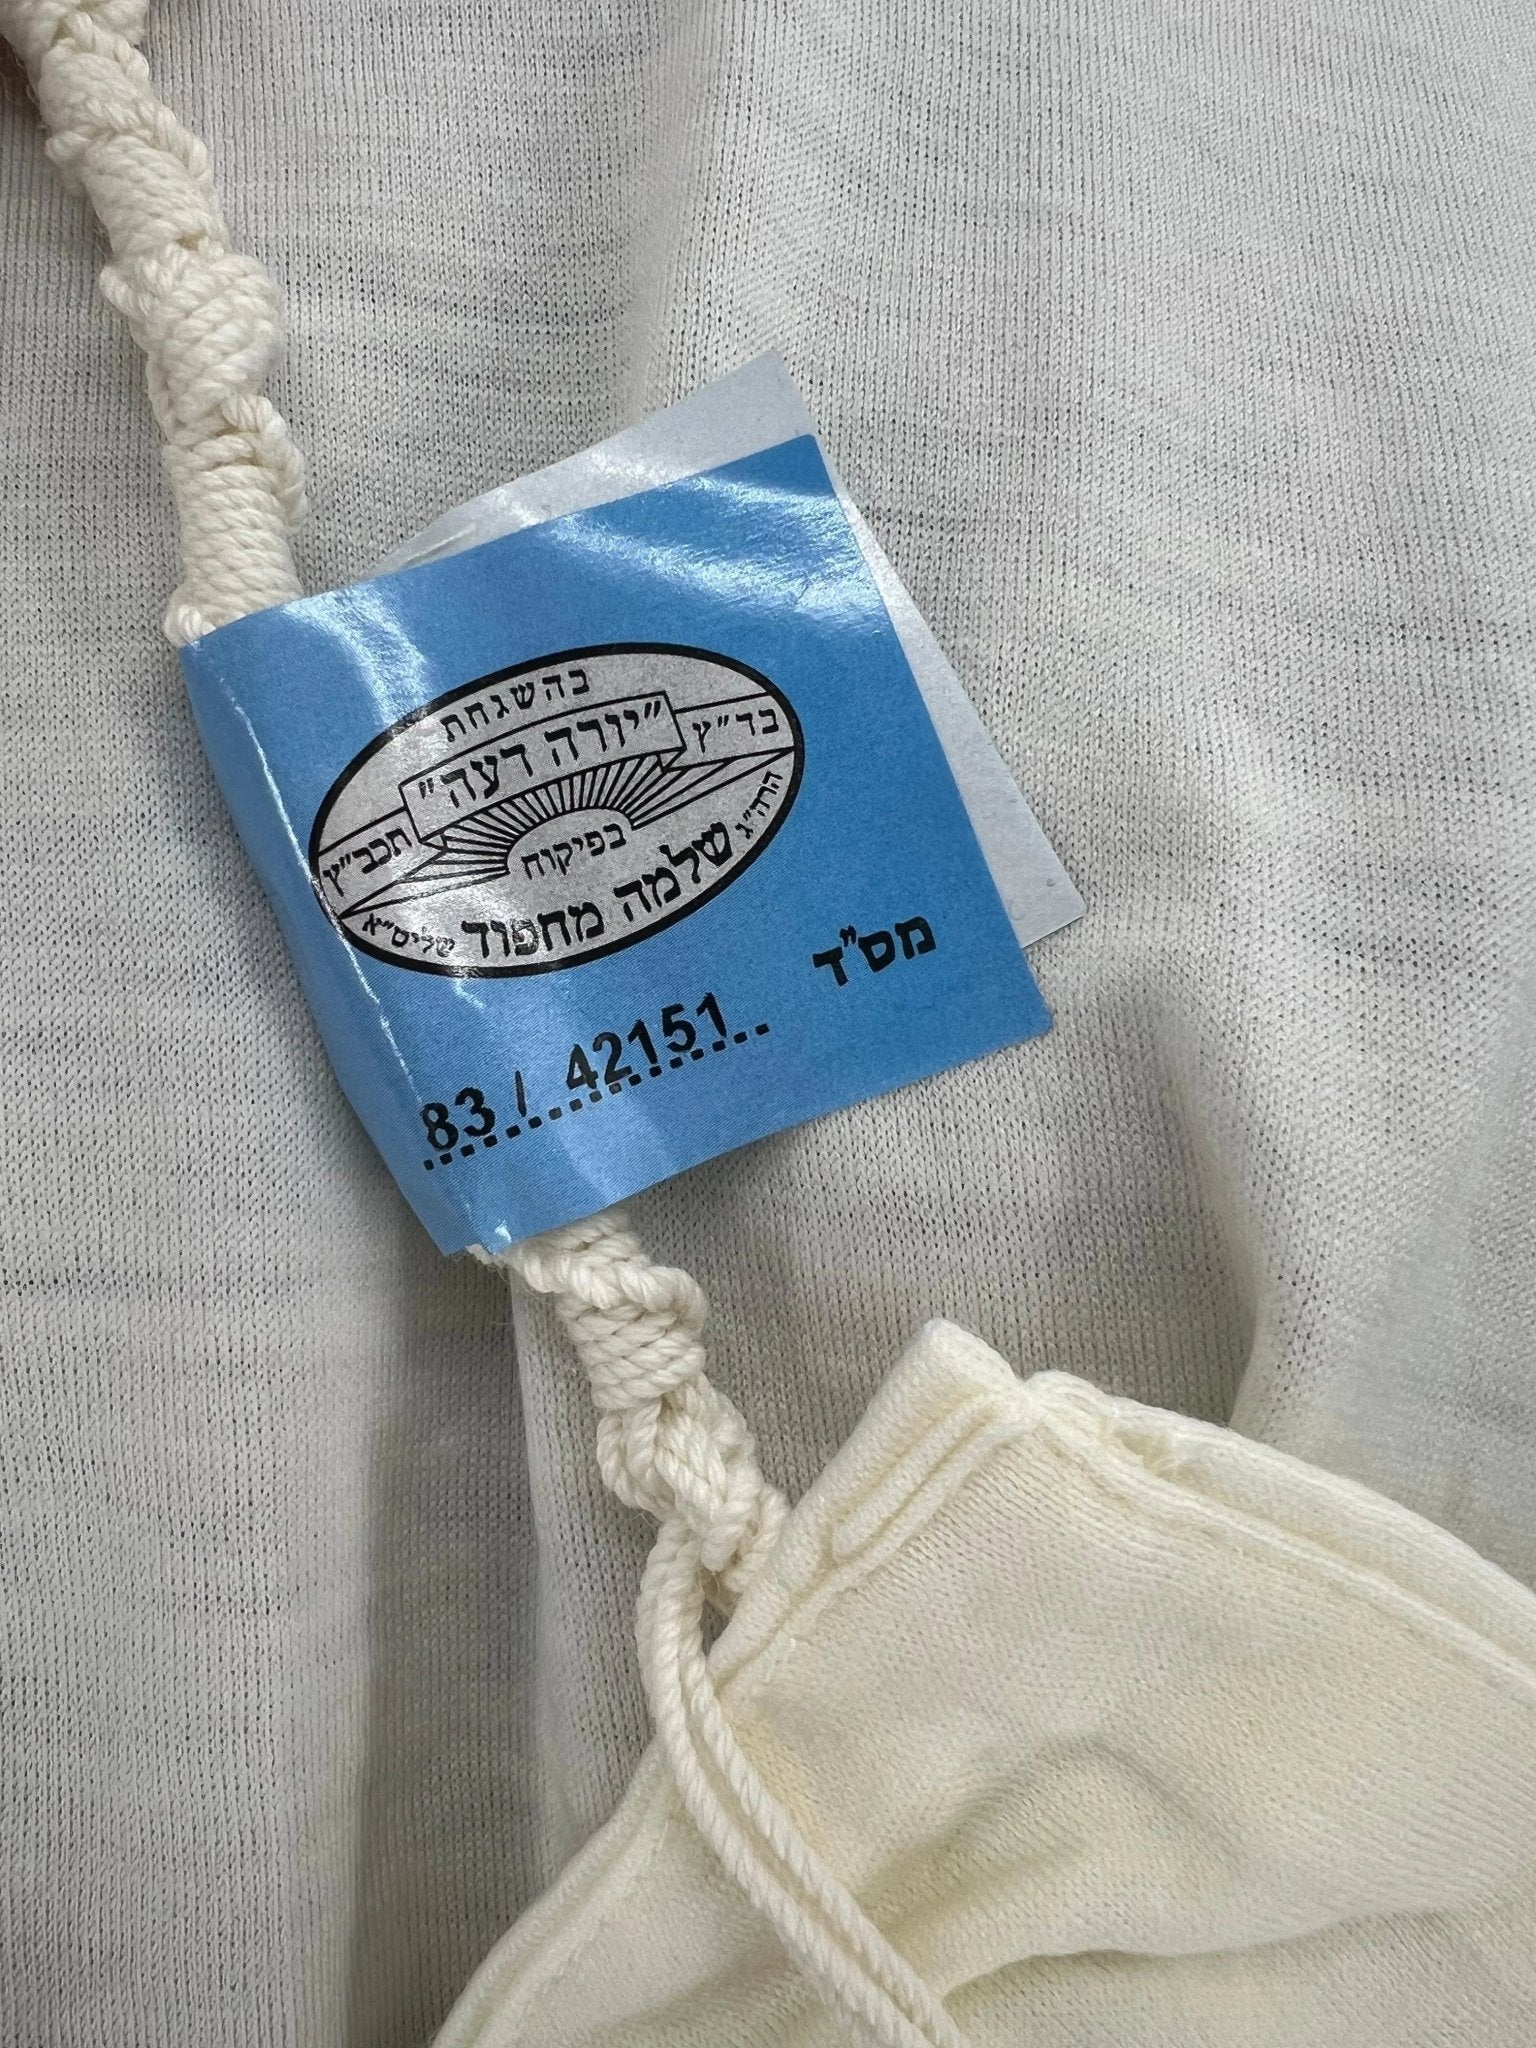 בהשגחת
בד"ץ "יורה דעה" תכב"ץ
בפיקוח
הרה"ג שלמה מחפוד שליט"א
מס"ד
83 / 42151